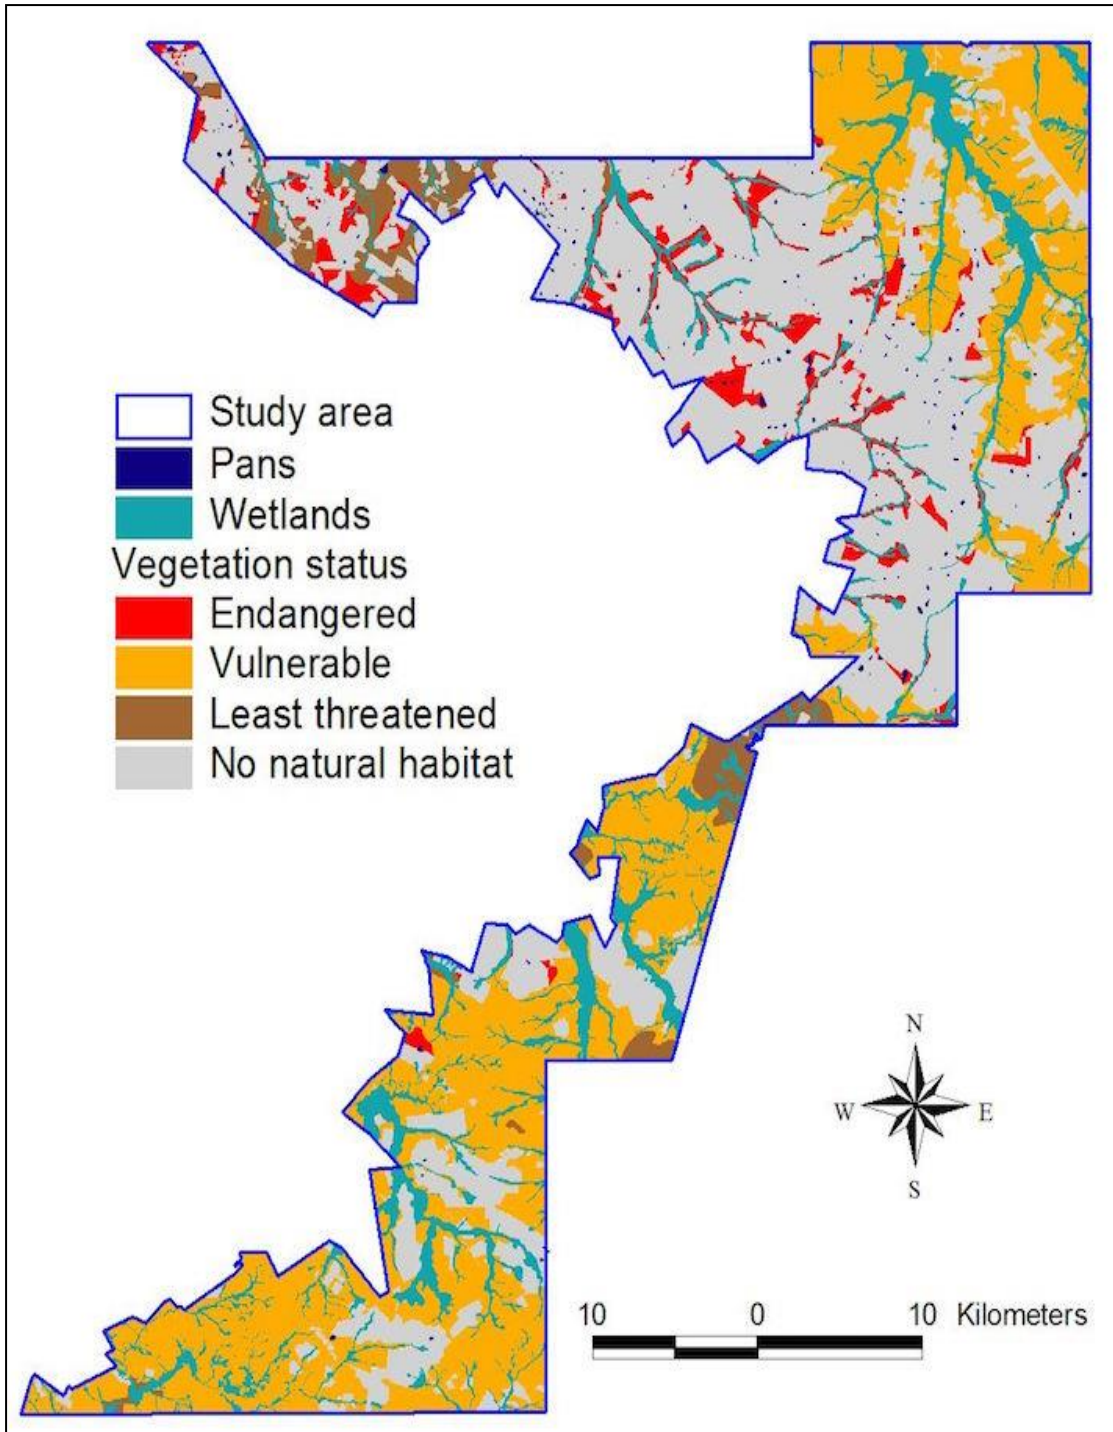 Study area
Pans
Wetlands
Vegetation status
Endangered
Vulnerable
Least threatened
No natural habitat
N
W E
S
10 0 10 Kilometers